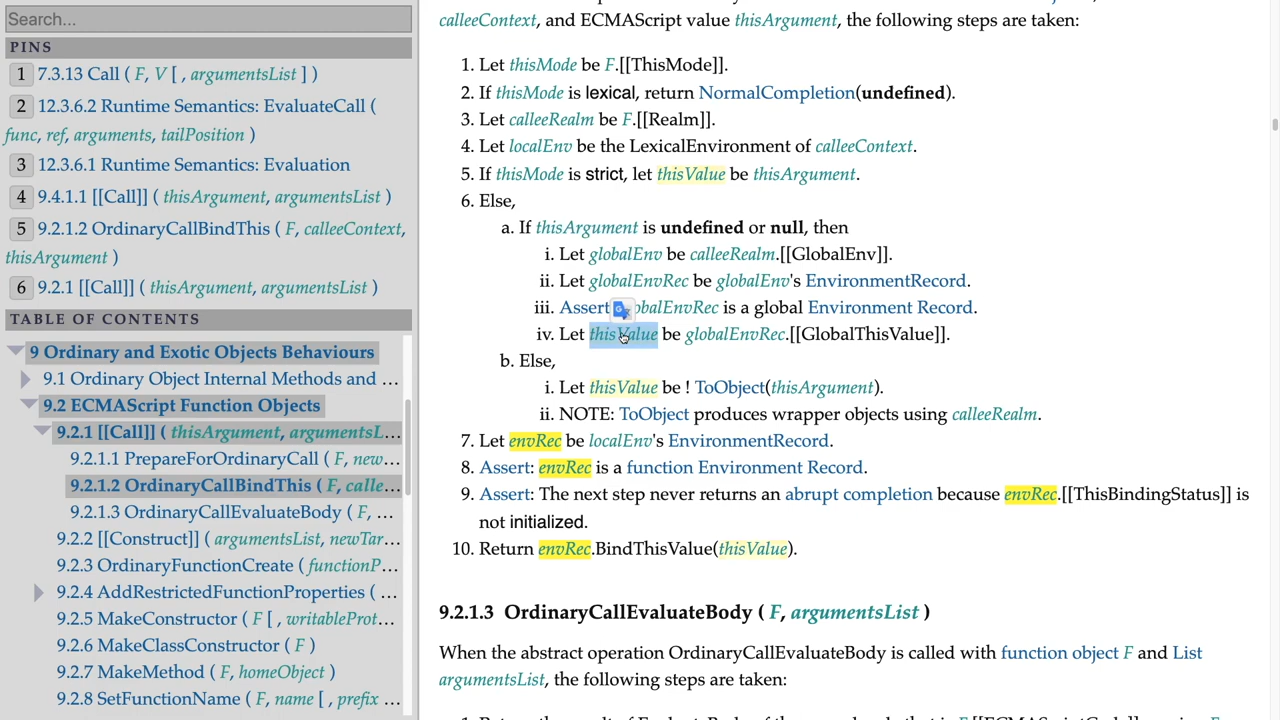 Search...
PINS
1 7.3.13 Call ( F, V [ , argumentsList ] )
2 12.3.6.2 Runtime Semantics: EvaluateCall (
func, ref, arguments, tailPosition )
3 12.3.6.1 Runtime Semantics: Evaluation
4 9.4.1.1 [[Call]] ( thisArgument, argumentsList )
5 9.2.1.2 OrdinaryCallBindThis ( F, calleeContext,
thisArgument )
6 9.2.1 [[Call]] ( thisArgument, argumentsList )
TABLE OF CONTENTS
9 Ordinary and Exotic Objects Behaviours
9.1 Ordinary Object Internal Methods and ...
9.2 ECMAScript Function Objects
9.2.1 [[Call]] ( thisArgument, argumentsL...
9.2.1.1 PrepareForOrdinaryCall ( F, new...
9.2.1.2 OrdinaryCallBindThis ( F, calle...
9.2.1.3 OrdinaryCallEvaluateBody ( F, ...
9.2.2 [[Construct]] ( argumentsList, newTar...
9.2.3 OrdinaryFunctionCreate ( functionP...
9.2.4 AddRestrictedFunctionProperties ( ...
9.2.5 MakeConstructor ( F [ , writableProt...
9.2.6 MakeClassConstructor ( F )
9.2.7 MakeMethod ( F, homeObject )
9.2.8 SetFunctionName ( F, name [ , prefix ...
calleeContext, and ECMAScript value thisArgument, the following steps are taken:
1. Let thisMode be F.[[ThisMode]].
2. If thisMode is lexical, return NormalCompletion(undefined).
3. Let calleeRealm be F.[[Realm]].
4. Let localEnv be the LexicalEnvironment of calleeContext.
5. If thisMode is strict, let thisValue be thisArgument.
6. Else,
a. If thisArgument is undefined or null, then
i. Let globalEnv be calleeRealm.[[GlobalEnv]].
ii. Let globalEnvRec be globalEnv's EnvironmentRecord.
iii. Assert obalEnvRec is a global Environment Record.
iv. Let thisValue be globalEnvRec.[[GlobalThisValue]].
b. Else,
i. Let thisValue be ! ToObject(thisArgument).
ii. NOTE: ToObject produces wrapper objects using calleeRealm.
7. Let envRec be localEnv's EnvironmentRecord.
8. Assert: envRec is a function Environment Record.
9. Assert: The next step never returns an abrupt completion because envRec.[[ThisBindingStatus]] is
not initialized.
10. Return envRec.BindThisValue(thisValue).
9.2.1.3 OrdinaryCallEvaluateBody ( F, argumentsList )
When the abstract operation OrdinaryCallEvaluateBody is called with function object F and List
argumentsList, the following steps are taken: